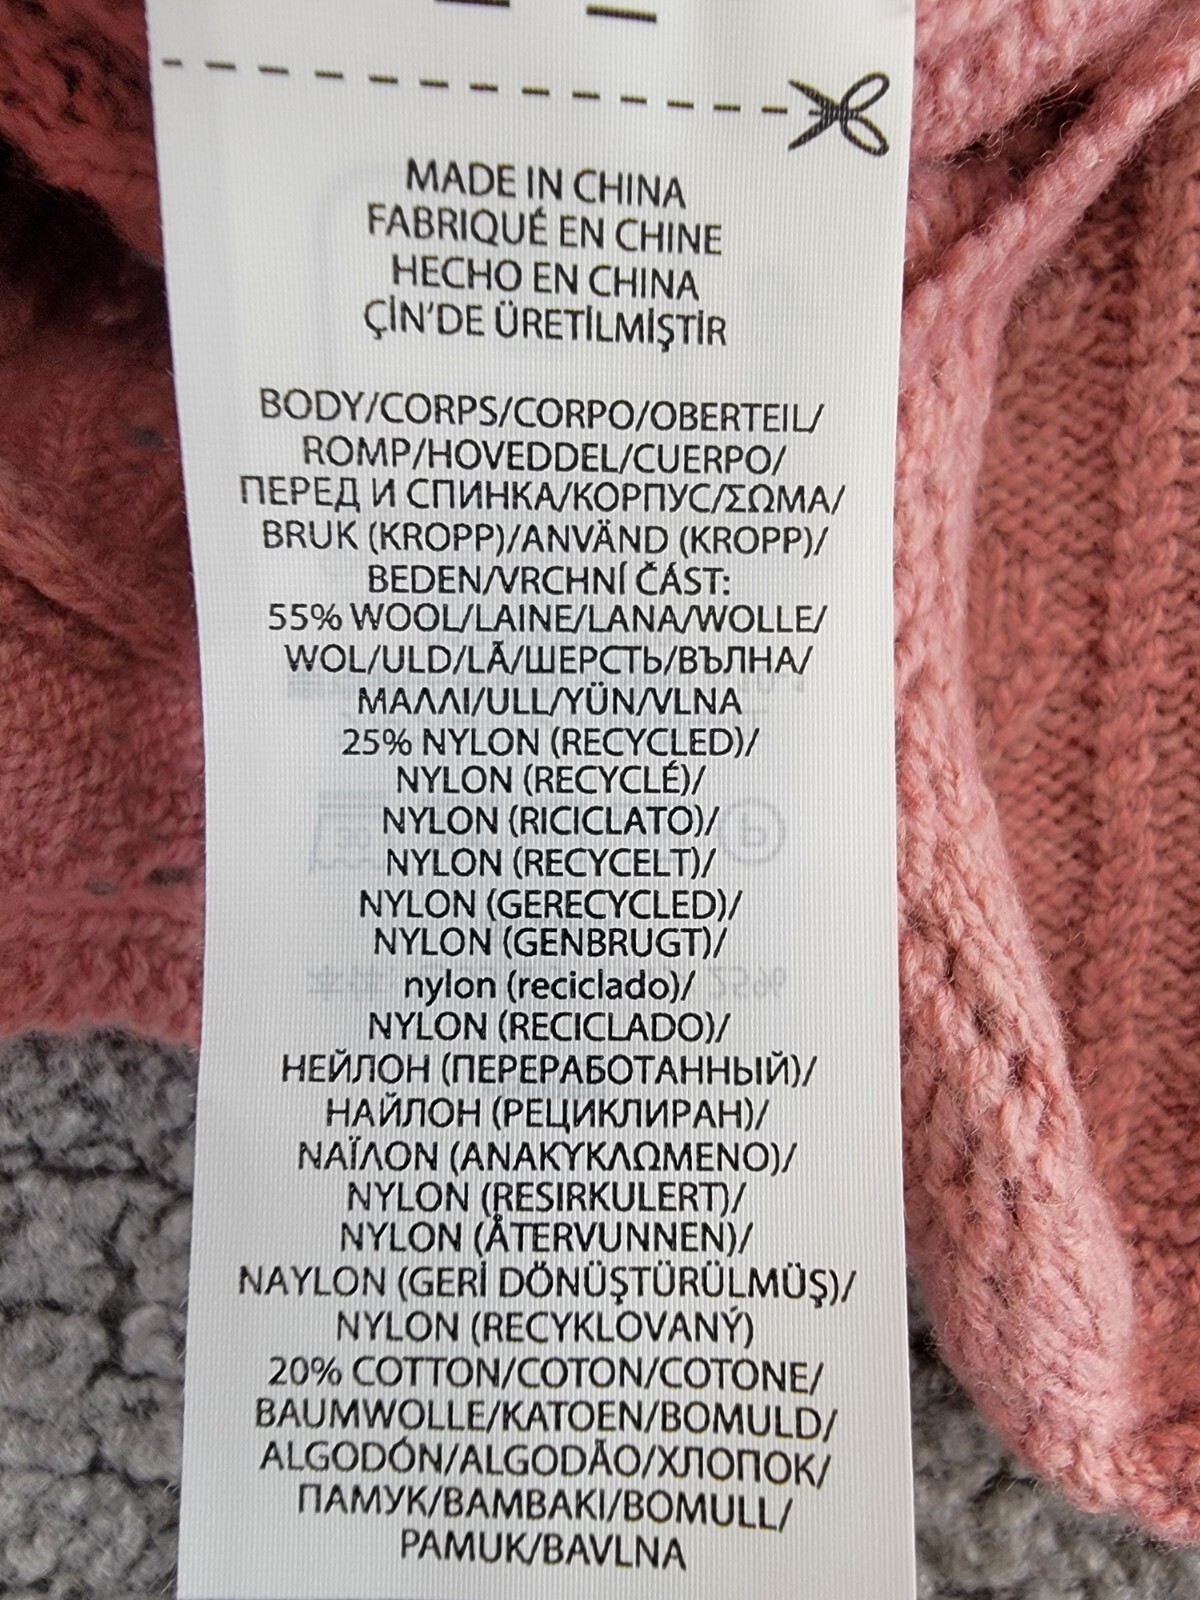 MADE IN CHINA
FABRIQUÉ EN CHINE
HECHO EN CHINA
ÇİN'DE ÜRETİLMİŞTİR
BODY/CORPS/CORPO/OBERTEIL/
ROMP/HOVEDDEL/CUERPO/
ПЕРЕД И СПИНКА/КОРПУС/ΣΩΜΑ/
BRUK (KROPP)/ANVÄND (KROPP)/
BEDEN/VRCHNÍ ČÁST:
55% WOOL/LAINE/LANA/WOLLE/
WOL/ULD/LÃ/ШЕРСТЬ/ВЪЛНА/
ΜΑΛΛΙ/ULL/YÜN/VLNA
25% NYLON (RECYCLED)/
NYLON (RECYCLÉ)/
NYLON (RICICLATO)/
NYLON (RECYCELT)/
NYLON (GERECYCLED)/
NYLON (GENBRUGT)/
nylon (reciclado)/
NYLON (RECICLADO)/
НЕЙЛОН (ПЕРЕРАБОТАННЫЙ)/
НАЙЛОН (РЕЦИКЛИРАН)/
ΝΑΪΛΟΝ (ΑΝΑΚΥΚΛΩΜΕΝΟ)/
NYLON (RESIRKULERT)/
NYLON (ÅTERVUNNEN)/
NAYLON (GERİ DÖNÜŞTÜRÜLMÜŞ)/
NYLON (RECYKLOVANÝ)
20% COTTON/COTON/COTONE/
BAUMWOLLE/KATOEN/BOMULD/
ALGODÓN/ALGODÃO/ХЛОПОК/
ПАМУК/ΒΑΜΒΑΚΙ/BOMULL/
PAMUK/BAVLNA